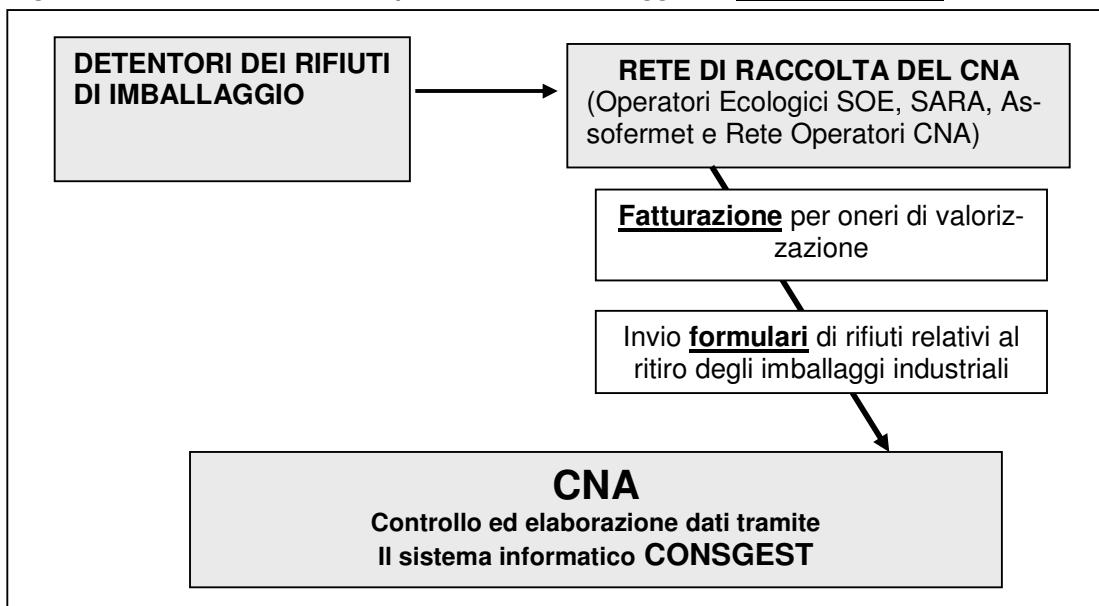 DETENTORI DEI RIFIUTI
DI IMBALLAGGIO
RETE DI RACCOLTA DEL CNA
(Operatori Ecologici SOE, SARA, As-
sofermet e Rete Operatori CNA)
Fatturazione per oneri di valoriz-
zazione
Invio formulari di rifiuti relativi al
ritiro degli imballaggi industriali
CNA
Controllo ed elaborazione dati tramite
Il sistema informatico CONSGEST